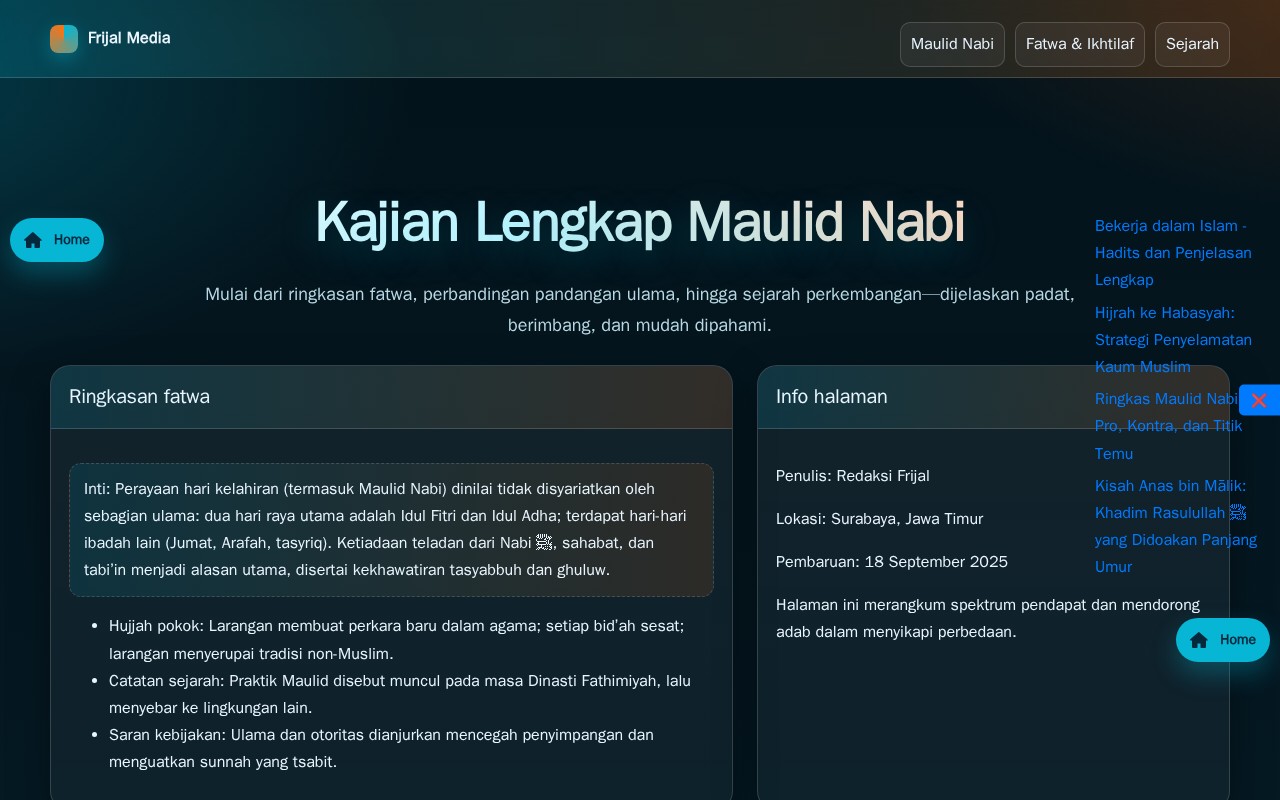 Frijal Media
Maulid Nabi
Fatwa & Ikhtilaf
Sejarah
Kajian Lengkap Maulid Nabi
Home
Mulai dari ringkasan fatwa, perbandingan pandangan ulama, hingga sejarah perkembangan—dijelaskan padat,
berimbang, dan mudah dipahami.
Ringkasan fatwa
Inti: Perayaan hari kelahiran (termasuk Maulid Nabi) dinilai tidak disyariatkan oleh
sebagian ulama: dua hari raya utama adalah Idul Fitri dan Idul Adha; terdapat hari-hari
ibadah lain (Jumat, Arafah, tasyriq). Ketiadaan teladan dari Nabi ﷺ, sahabat, dan
tabi'in menjadi alasan utama, disertai kekhawatiran tasyabbuh dan ghuluw.
• Hujjah pokok: Larangan membuat perkara baru dalam agama; setiap bid'ah sesat;
larangan menyerupai tradisi non-Muslim.
• Catatan sejarah: Praktik Maulid disebut muncul pada masa Dinasti Fathimiyah, lalu
menyebar ke lingkungan lain.
• Saran kebijakan: Ulama dan otoritas dianjurkan mencegah penyimpangan dan
menguatkan sunnah yang tsabit.
Info halaman
Penulis: Redaksi Frijal
Lokasi: Surabaya, Jawa Timur
Pembaruan: 18 September 2025
Halaman ini merangkum spektrum pendapat dan mendorong
adab dalam menyikapi perbedaan.
Bekerja dalam Islam -
Hadits dan Penjelasan
Lengkap
Hijrah ke Habasyah:
Strategi Penyelamatan
Kaum Muslim
Ringkas Maulid Nabi
Pro, Kontra, dan Titik
Temu
Kisah Anas bin Mālik:
Khadim Rasulullah ﷺ
yang Didoakan Panjang
Umur
Home